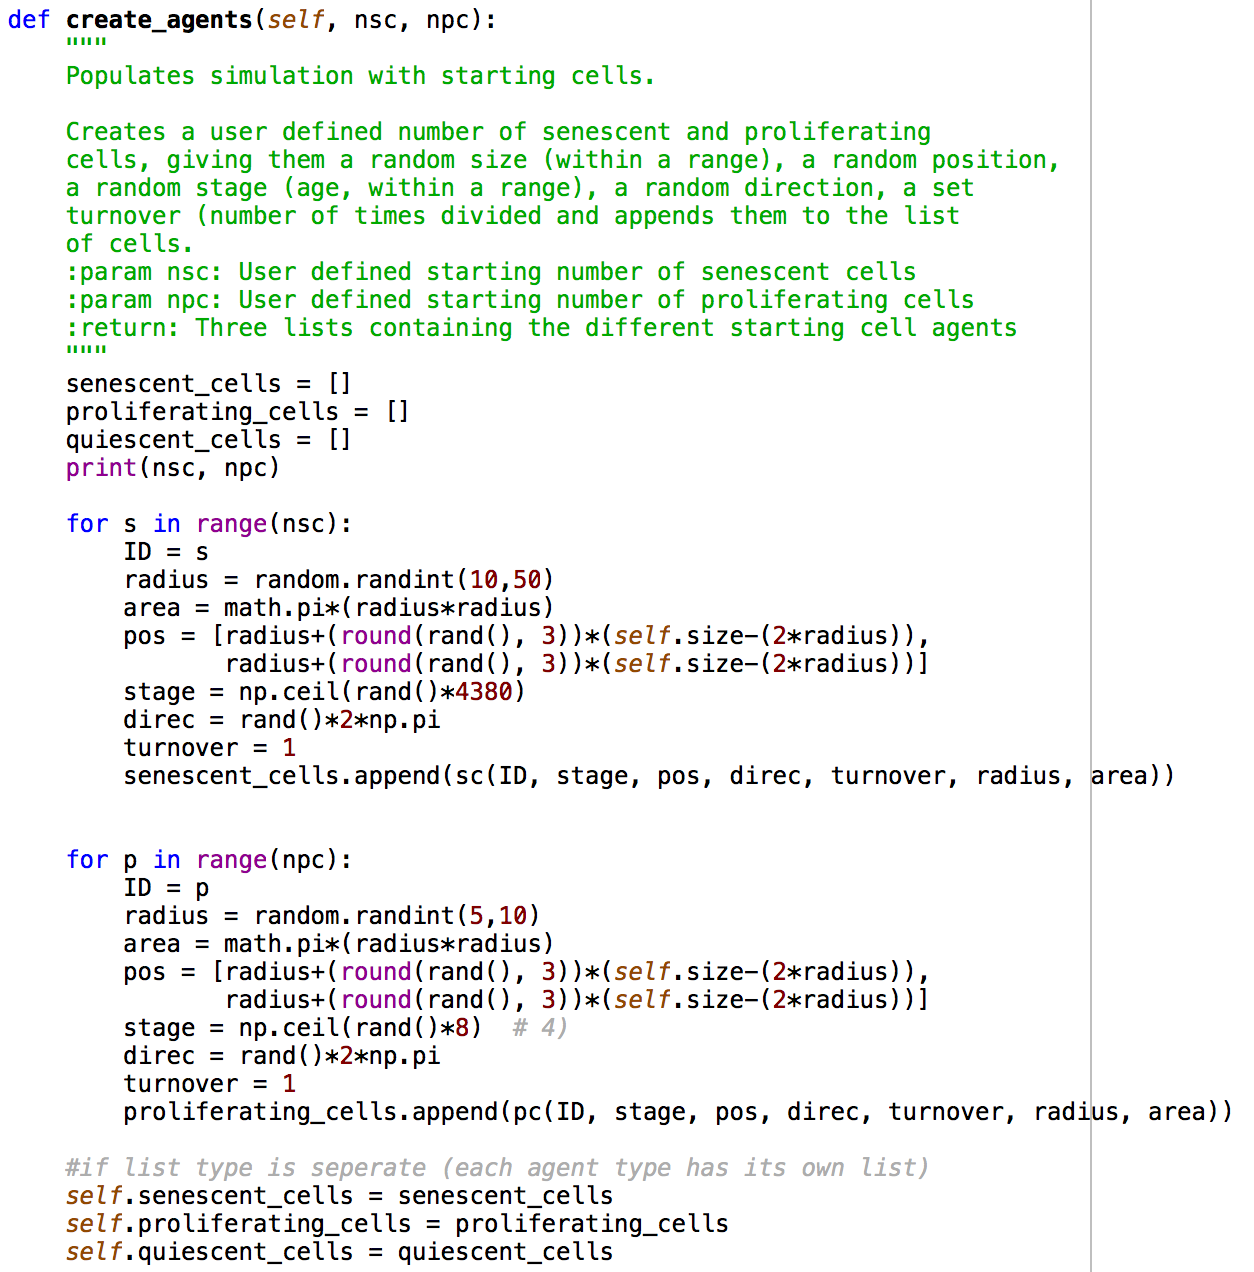 def create_agents(self, nsc, npc):
    """
    Populates simulation with starting cells.

    Creates a user defined number of senescent and proliferating
    cells, giving them a random size (within a range), a random position,
    a random stage (age, within a range), a random direction, a set
    turnover (number of times divided and appends them to the list
    of cells.
    :param nsc: User defined starting number of senescent cells
    :param npc: User defined starting number of proliferating cells
    :return: Three lists containing the different starting cell agents
    """
    senescent_cells = []
    proliferating_cells = []
    quiescent_cells = []
    print(nsc, npc)

    for s in range(nsc):
        ID = s
        radius = random.randint(10,50)
        area = math.pi*(radius*radius)
        pos = [radius+(round(rand(), 3))*(self.size-(2*radius)),
               radius+(round(rand(), 3))*(self.size-(2*radius))]
        stage = np.ceil(rand()*4380)
        direc = rand()*2*np.pi
        turnover = 1
        senescent_cells.append(sc(ID, stage, pos, direc, turnover, radius, area))


    for p in range(npc):
        ID = p
        radius = random.randint(5,10)
        area = math.pi*(radius*radius)
        pos = [radius+(round(rand(), 3))*(self.size-(2*radius)),
               radius+(round(rand(), 3))*(self.size-(2*radius))]
        stage = np.ceil(rand()*8)  # 4)
        direc = rand()*2*np.pi
        turnover = 1
        proliferating_cells.append(pc(ID, stage, pos, direc, turnover, radius, area))

    #if list type is seperate (each agent type has its own list)
    self.senescent_cells = senescent_cells
    self.proliferating_cells = proliferating_cells
    self.quiescent_cells = quiescent_cells